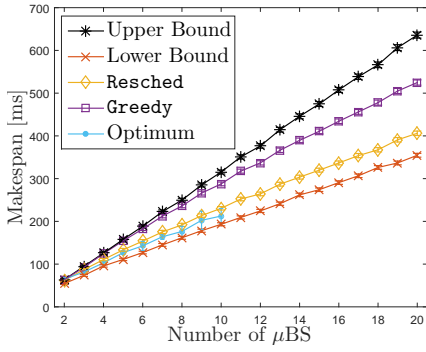 700
600
500
400
300
200
100
0
Makespan [ms]
Upper Bound
Lower Bound
Resched
Greedy
Optimum
2 4 6 8 10 12 14 16 18 20
Number of μBS